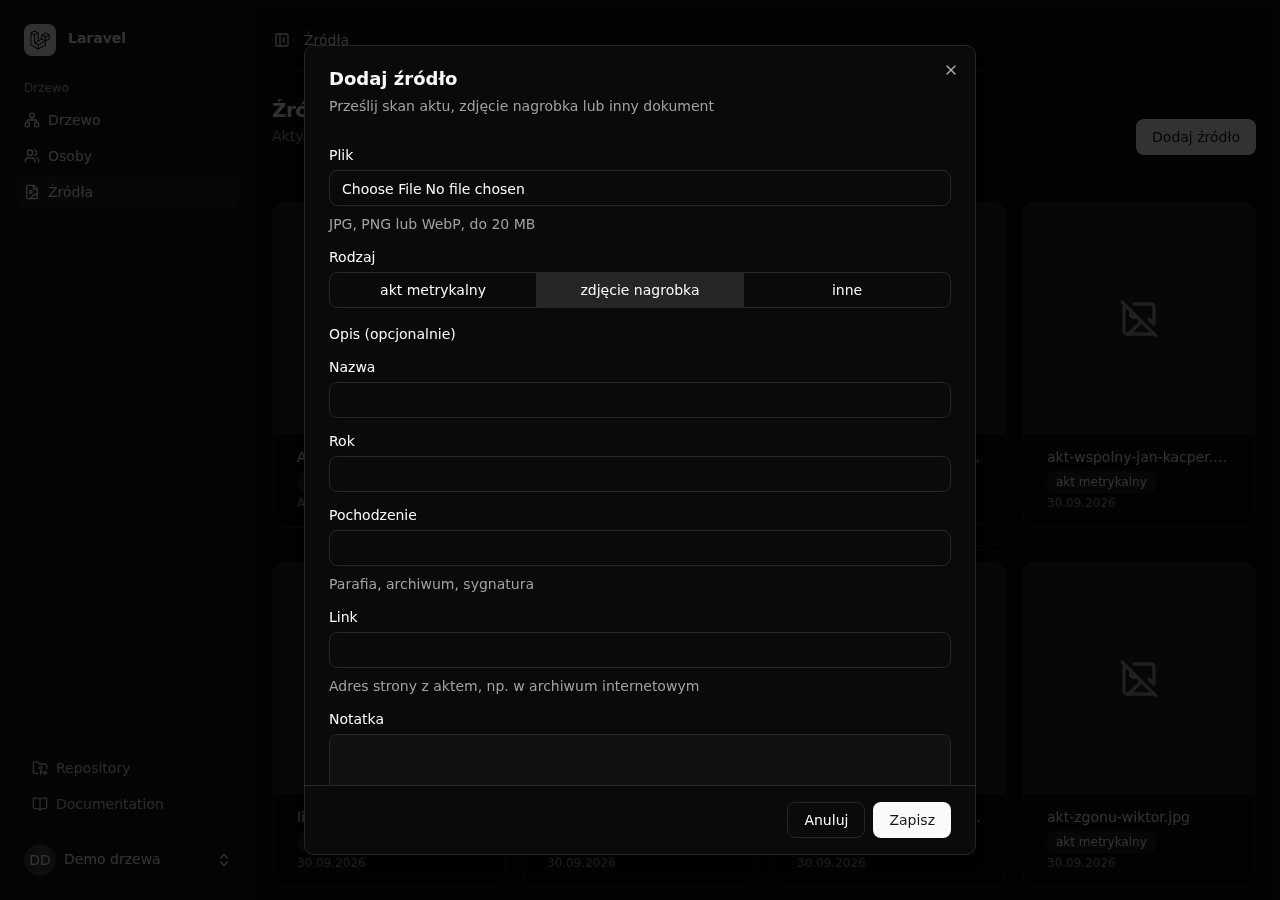 Laravel
Drzewo
Drzewo
Osoby
Źródła
Repository
Documentation
DD
Demo drzewa
Źródła
Dodaj źródło
Dodaj źródło
Prześlij skan aktu, zdjęcie nagrobka lub inny dokument
Plik
Choose File No file chosen
JPG, PNG lub WebP, do 20 MB
Rodzaj
akt metrykalny
zdjęcie nagrobka
inne
Opis (opcjonalnie)
Nazwa
Rok
Pochodzenie
Parafia, archiwum, sygnatura
Link
Adres strony z aktem, np. w archiwum internetowym
Notatka
Anuluj
Zapisz
akt-wspolny-jan-kacper....
akt metrykalny
30.09.2026
akt-zgonu-wiktor.jpg
akt metrykalny
30.09.2026
30.09.2026
30.09.2026
30.09.2026